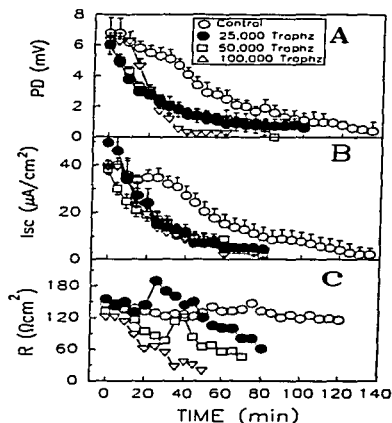 Control
25,000 Trophz
50,000 Trophz
100,000 Trophz
A
PD (mV)
8
6
4
2
0
B
Isc (µA/cm²)
40
20
0
C
R (Ωcm²)
180
120
60
0
0 20 40 60 80 100 120 140
TIME (min)